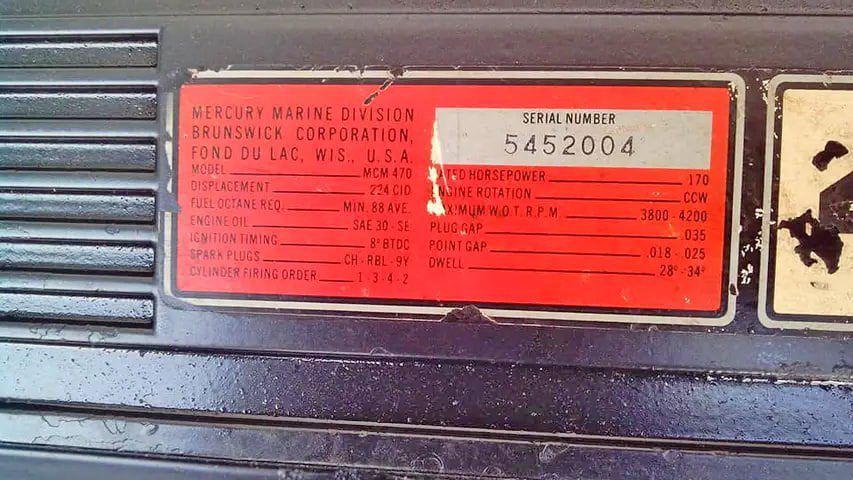 MERCURY MARINE DIVISION
BRUNSWICK CORPORATION,
FOND DU LAC, WIS., U.S.A.
MODEL MCM 470
DISPLACEMENT 224 CID
FUEL OCTANE REQ. MIN. 88 AVE.
ENGINE OIL SAE 30-SE
IGNITION TIMING 8° BTDC
SPARK PLUGS CH-RBL-9Y
CYLINDER FIRING ORDER 1-3-4-2
SERIAL NUMBER
5452004
RATED HORSEPOWER 170
ENGINE ROTATION CCW
MAXIMUM W.O.T. R.P.M. 3800-4200
PLUG GAP .035
POINT GAP .018-.025
DWELL 28°-34°